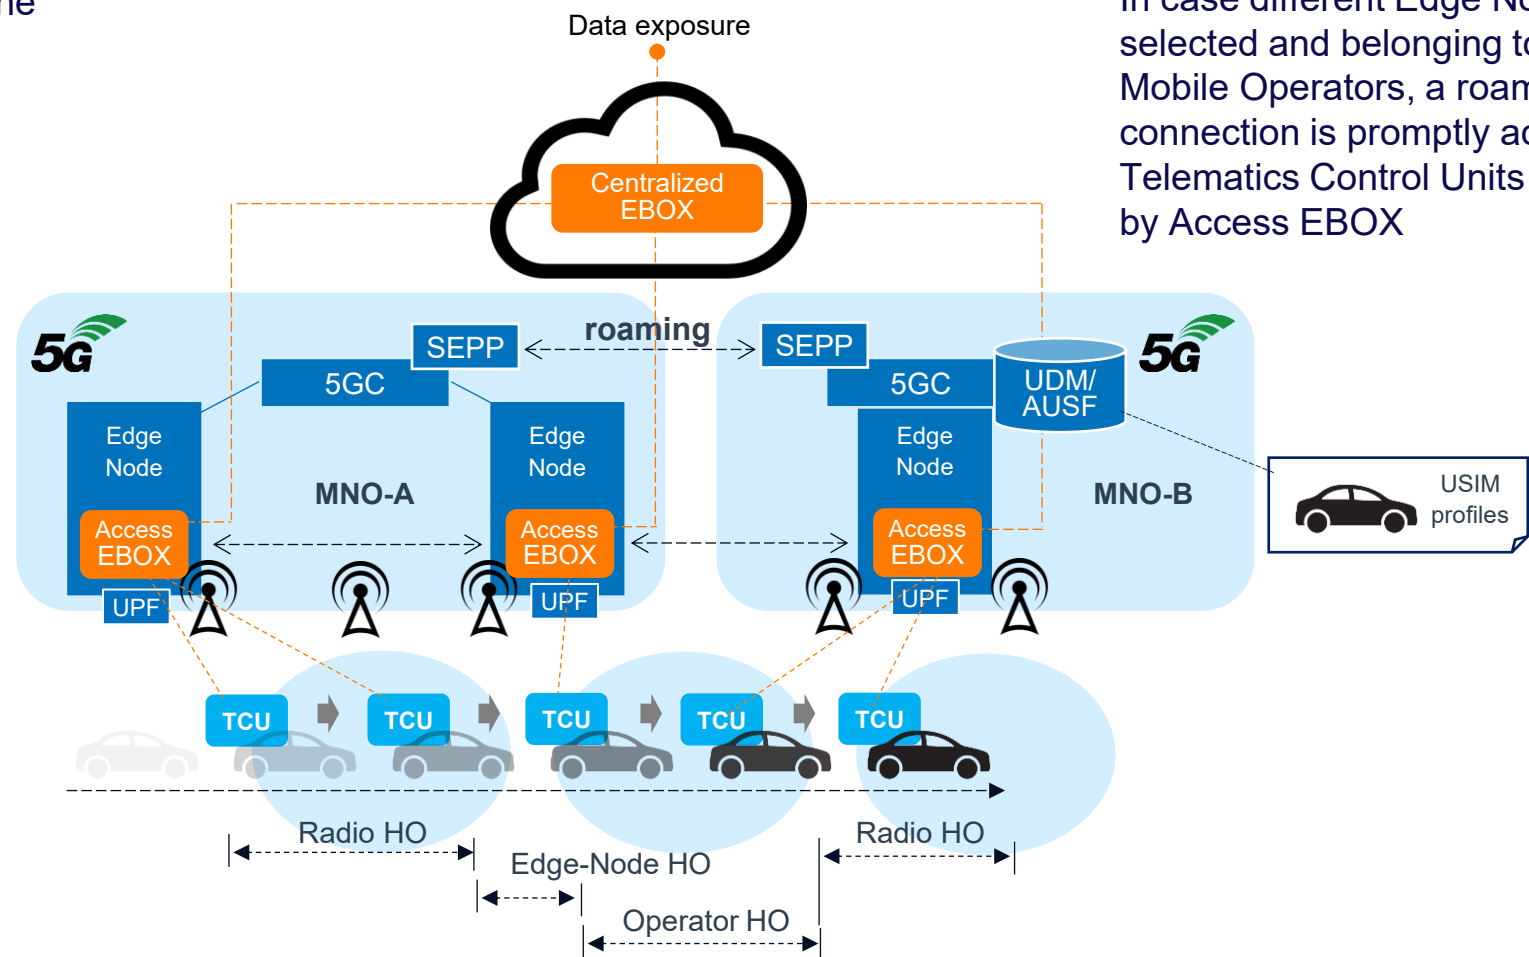 Data exposure
selected and belonging to
Mobile Operators, a roam
connection is promptly ac
Telematics Control Units
by Access EBOX
Centralized
EBOX
5G
SEPP
roaming
SEPP
5G
5GC
5GC
UDM/
AUSF
Edge
Node
Edge
Node
Edge
Node
MNO-A
MNO-B
USIM
profiles
Access
EBOX
Access
EBOX
Access
EBOX
UPF
UPF
UPF
TCU
TCU
TCU
TCU
TCU
Radio HO
Radio HO
Edge-Node HO
Operator HO